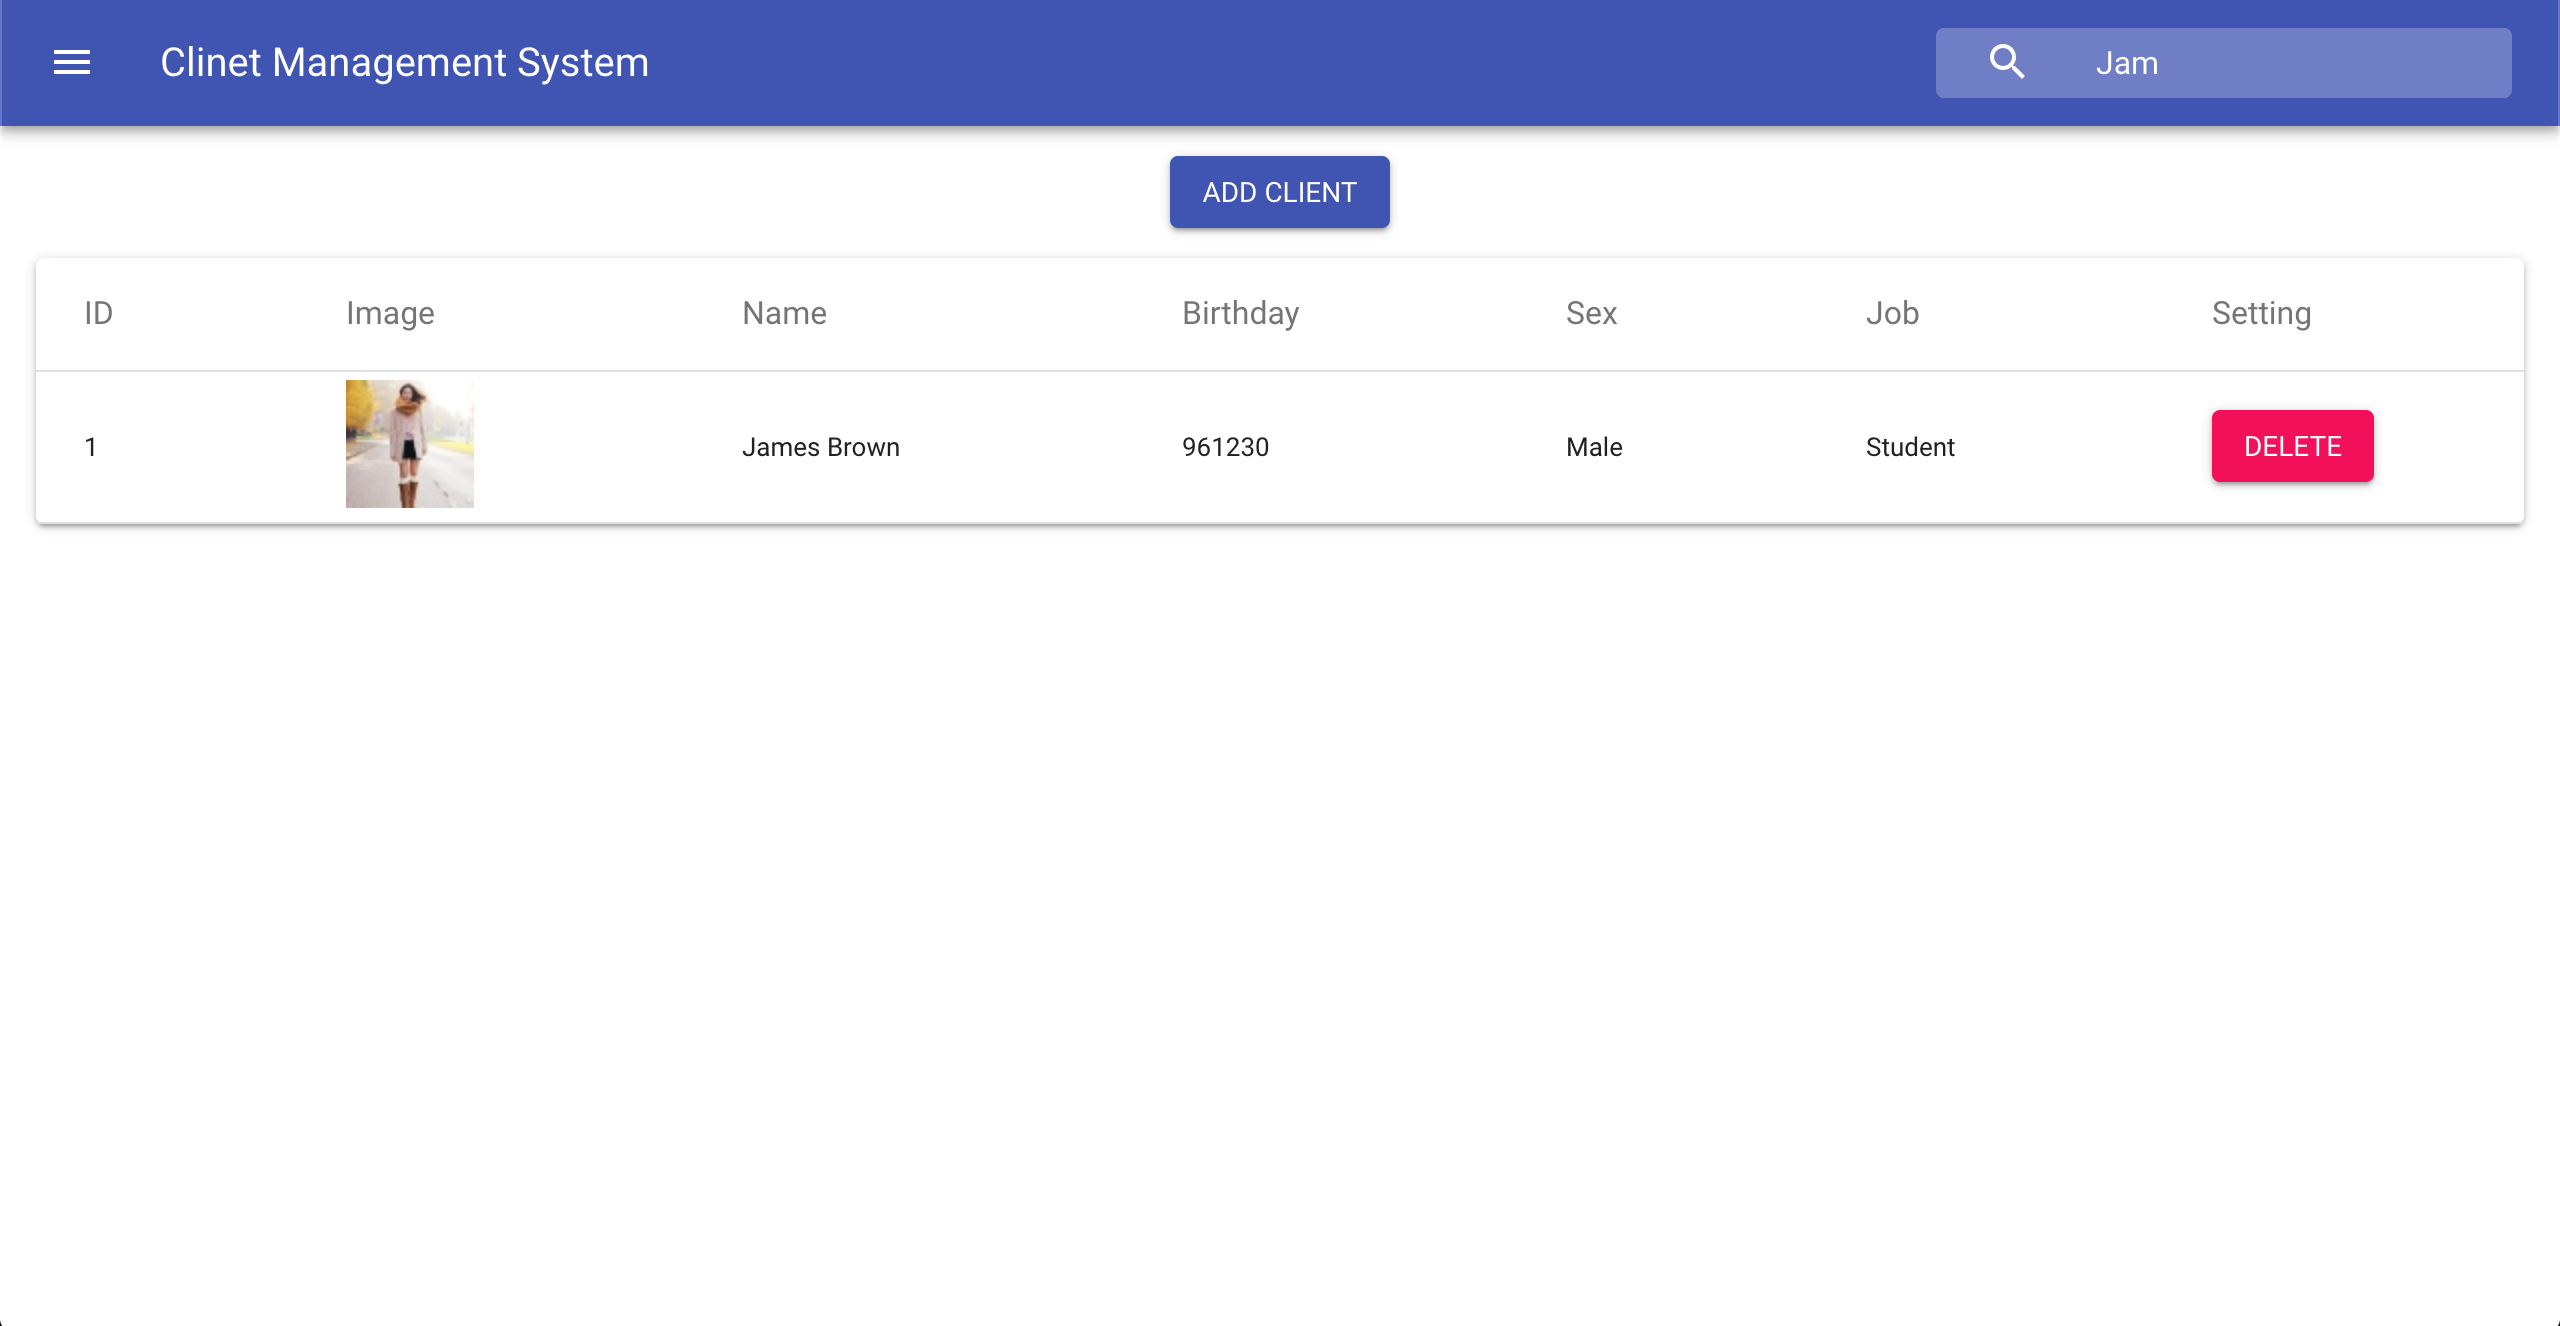 Clinet Management System Jam
ADD CLIENT
ID Image Name Birthday Sex Job Setting
1 James Brown 961230 Male Student DELETE